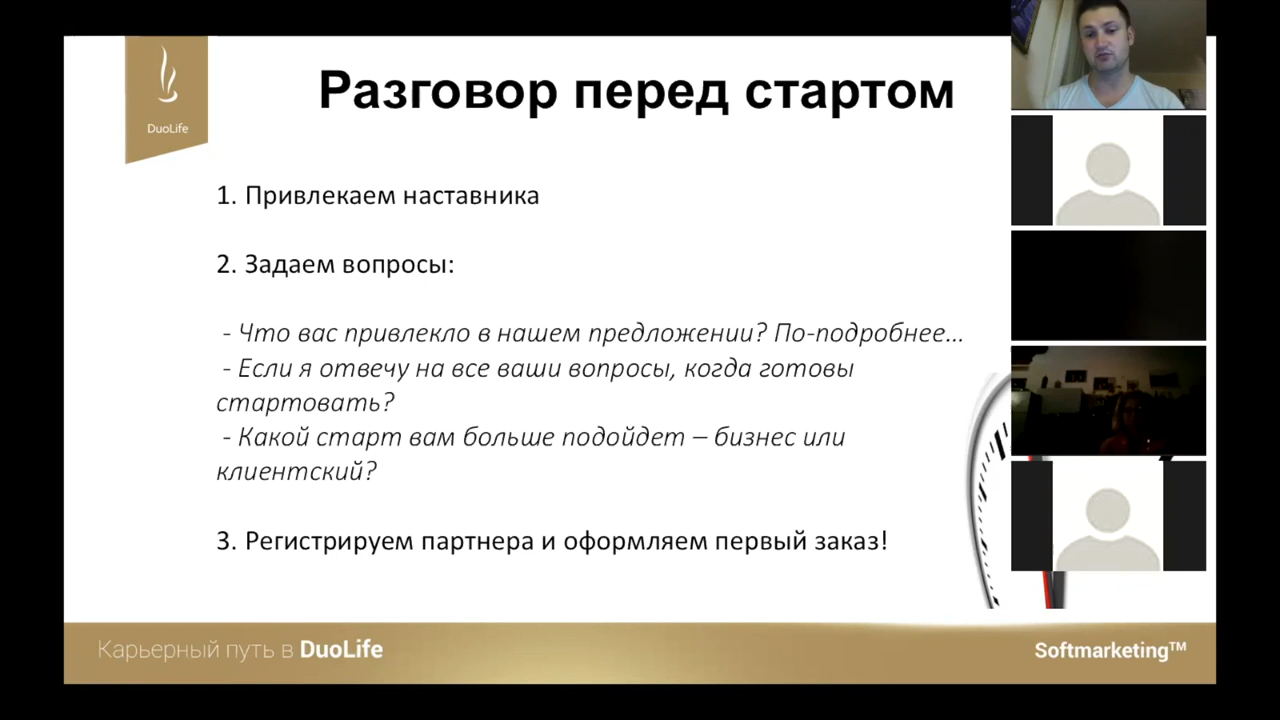 DuoLife
Разговор перед стартом
1. Привлекаем наставника
2. Задаем вопросы:
- Что вас привлекло в нашем предложении? По-подробнее...
- Если я отвечу на все ваши вопросы, когда готовы
стартовать?
- Какой старт вам больше подойдет – бизнес или
клиентский?
3. Регистрируем партнера и оформляем первый заказ!
Карьерный путь в DuoLife
Softmarketing™